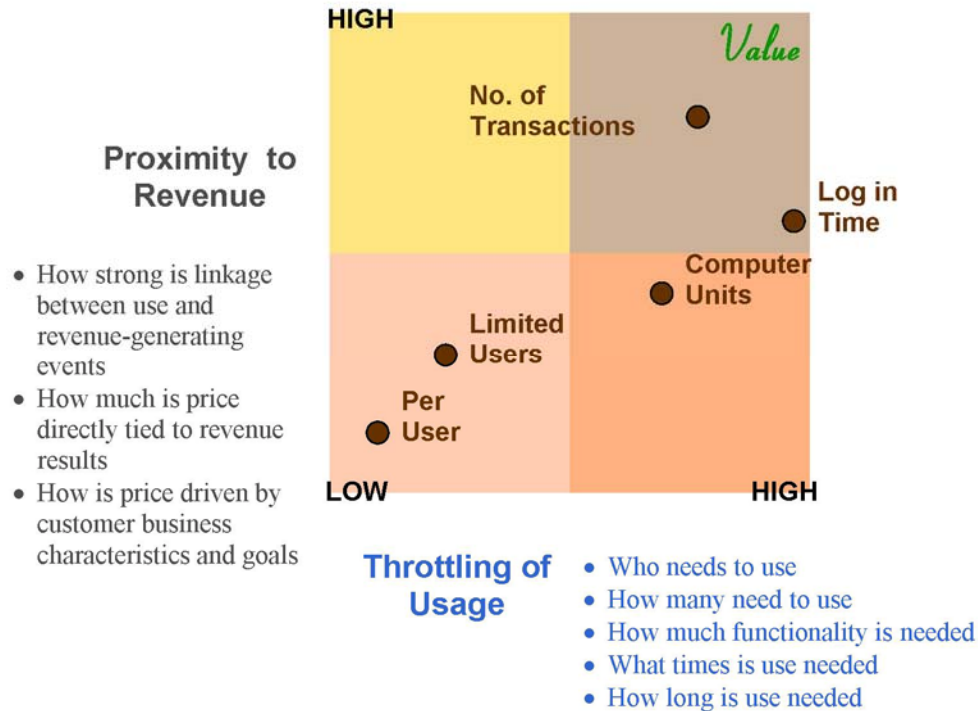 HIGH
Value
No. of
Transactions
Proximity to
Revenue
Log in
Time
• How strong is linkage
between use and
revenue-generating
events
• How much is price
directly tied to revenue
results
• How is price driven by
customer business
characteristics and goals
Computer
Units
Limited
Users
Per
User
LOW
HIGH
Throttling of
Usage
• Who needs to use
• How many need to use
• How much functionality is needed
• What times is use needed
• How long is use needed